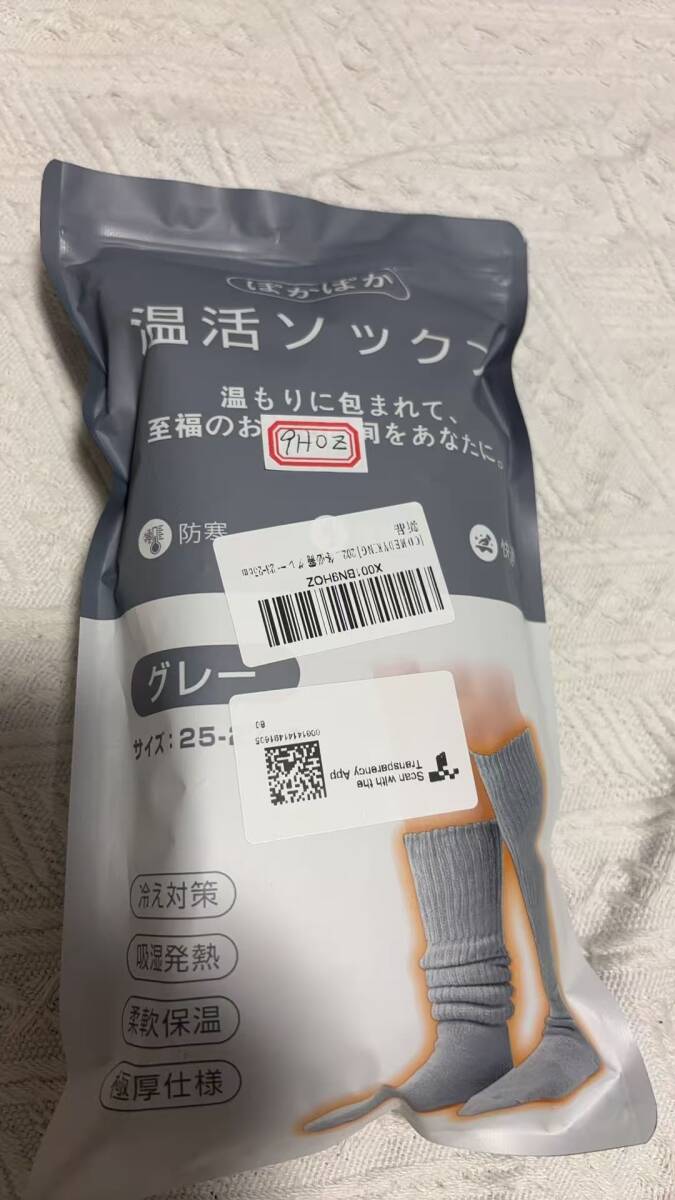 ぽかぽか
温活ソックス
温もりに包まれて、
至福のお 間をあなたに。
9HOZ
防寒
新品
X001BN9HOZ
グレー
サイズ：25-2
Scan with the
Transparency App
冷え対策
吸湿発熱
柔軟保温
極厚仕様